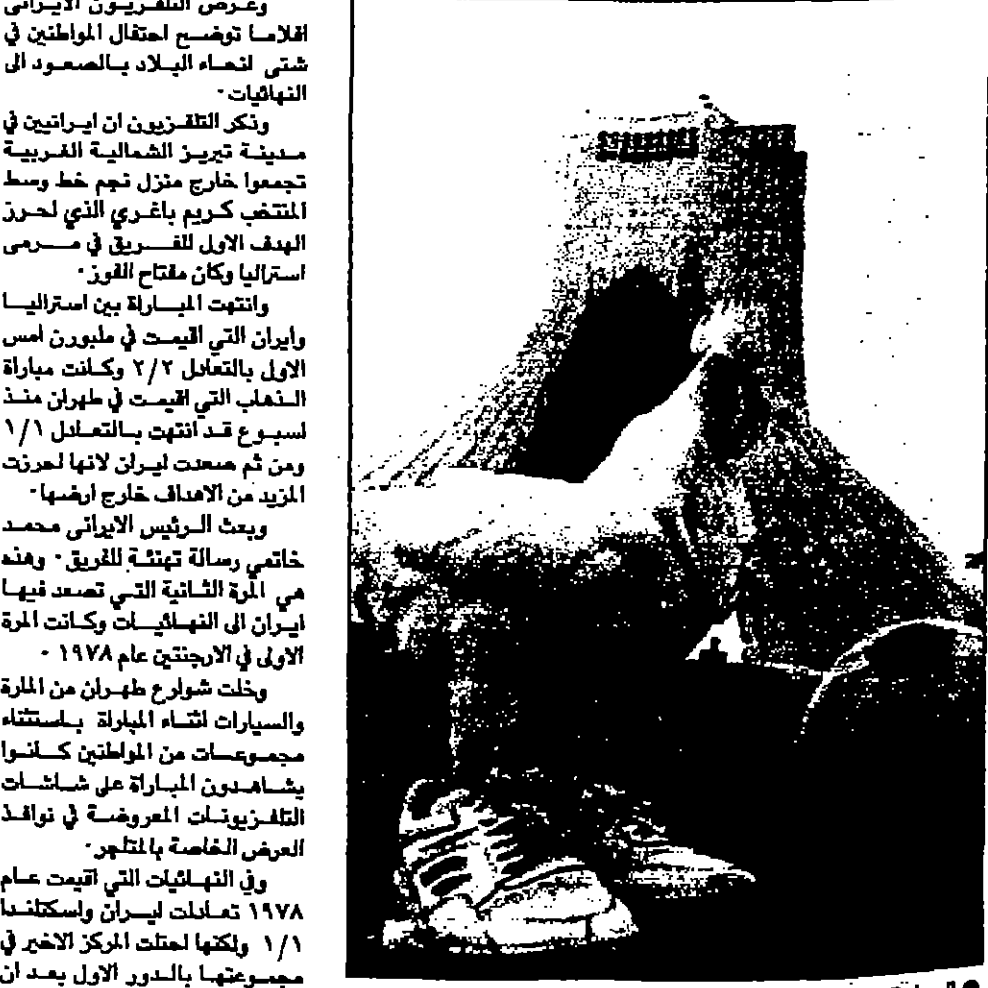 وعرض التلفزيون الايرانى
افلاما توضح احتفال المواطنين في
شتى انحاء البلاد بالصعود الى
النهائيات ·
وذكر التلفزيون ان ايرانيين في
مدينة تبريز الشمالية الغربية
تجمعوا خارج منزل نجم خط وسط
المنتخب كريم باغري الذي احرز
الهدف الاول للفريق في مرمى
استراليا وكان مفتاح الفوز ·
وانتهت المباراة بين استراليا
وايران التي اقيمت في ملبورن امس
الاول بالتعادل ٢/٢ وكانت مباراة
الذهاب التي اقيمت في طهران منذ
اسبوع قد انتهت بالتعادل ١/١
ومن ثم صعدت ايران لانها احرزت
المزيد من الاهداف خارج ارضها ·
وبعث الرئيس الايرانى محمد
خاتمي رسالة تهنئة للفريق · وهذه
هي المرة الثانية التي تصعد فيها
ايران الى النهائيات وكانت المرة
الاولى في الارجنتين عام ١٩٧٨ ·
وخلت شوارع طهران من المارة
والسيارات اثناء المباراة باستثناء
مجموعات من المواطنين كانوا
يشاهدون المباراة على شاشات
التلفزيونات المعروضة في نوافذ
العرض الخاصة بالمتاجر ·
وفي النهائيات التي اقيمت عام
١٩٧٨ تعادلت ايران واسكتلندا
١/١ ولكنها احتلت المركز الاخير في
مجموعتها بالدور الاول بعد ان